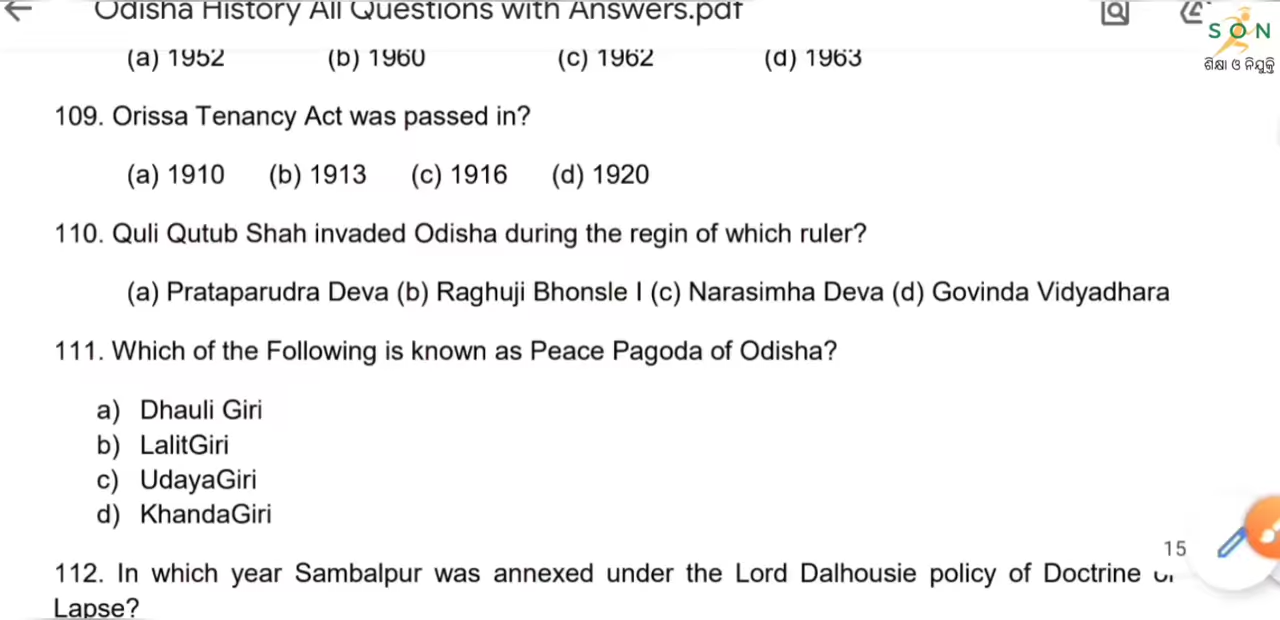 Odisha History All Questions with Answers.pdf
SON
ଶିକ୍ଷା ଓ ନିଯୁକ୍ତି
(a) 1952 (b) 1960 (c) 1962 (d) 1963
109. Orissa Tenancy Act was passed in?
(a) 1910 (b) 1913 (c) 1916 (d) 1920
110. Quli Qutub Shah invaded Odisha during the regin of which ruler?
(a) Prataparudra Deva (b) Raghuji Bhonsle I (c) Narasimha Deva (d) Govinda Vidyadhara
111. Which of the Following is known as Peace Pagoda of Odisha?
a) Dhauli Giri
b) LalitGiri
c) UdayaGiri
d) KhandaGiri
15
112. In which year Sambalpur was annexed under the Lord Dalhousie policy of Doctrine of
Lapse?